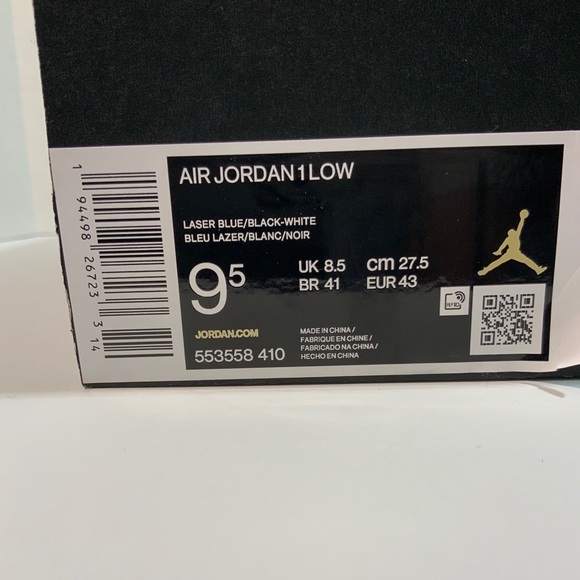 AIR JORDAN 1 LOW
LASER BLUE/BLACK-WHITE
BLEU LAZER/BLANC/NOIR
9 5
UK 8.5 cm 27.5
BR 41 EUR 43
JORDAN.COM
553558 410
MADE IN CHINA/
FABRIQUE EN CHINE/
FABRICADO NA CHINA/
HECHO EN CHINA
1 94498 26723 3 14